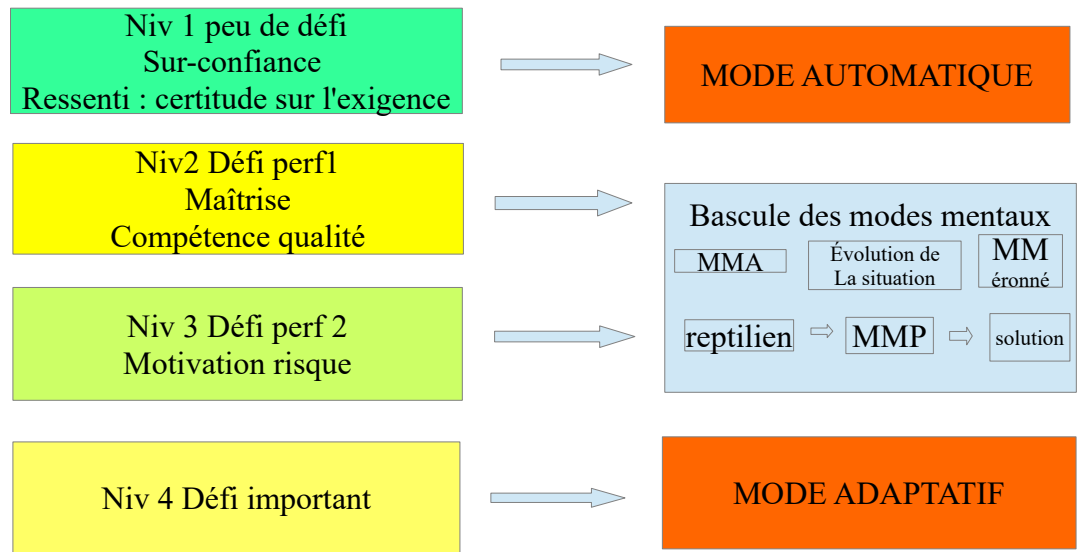 Niv 1 peu de défi
Sur-confiance
Ressenti : certitude sur l'exigence
MODE AUTOMATIQUE
Niv2 Défi perf1
Maîtrise
Compétence qualité
Bascule des modes mentaux
MMA
Évolution de
La situation
MM
éronné
Niv 3 Défi perf 2
Motivation risque
reptilien
MMP
solution
Niv 4 Défi important
MODE ADAPTATIF